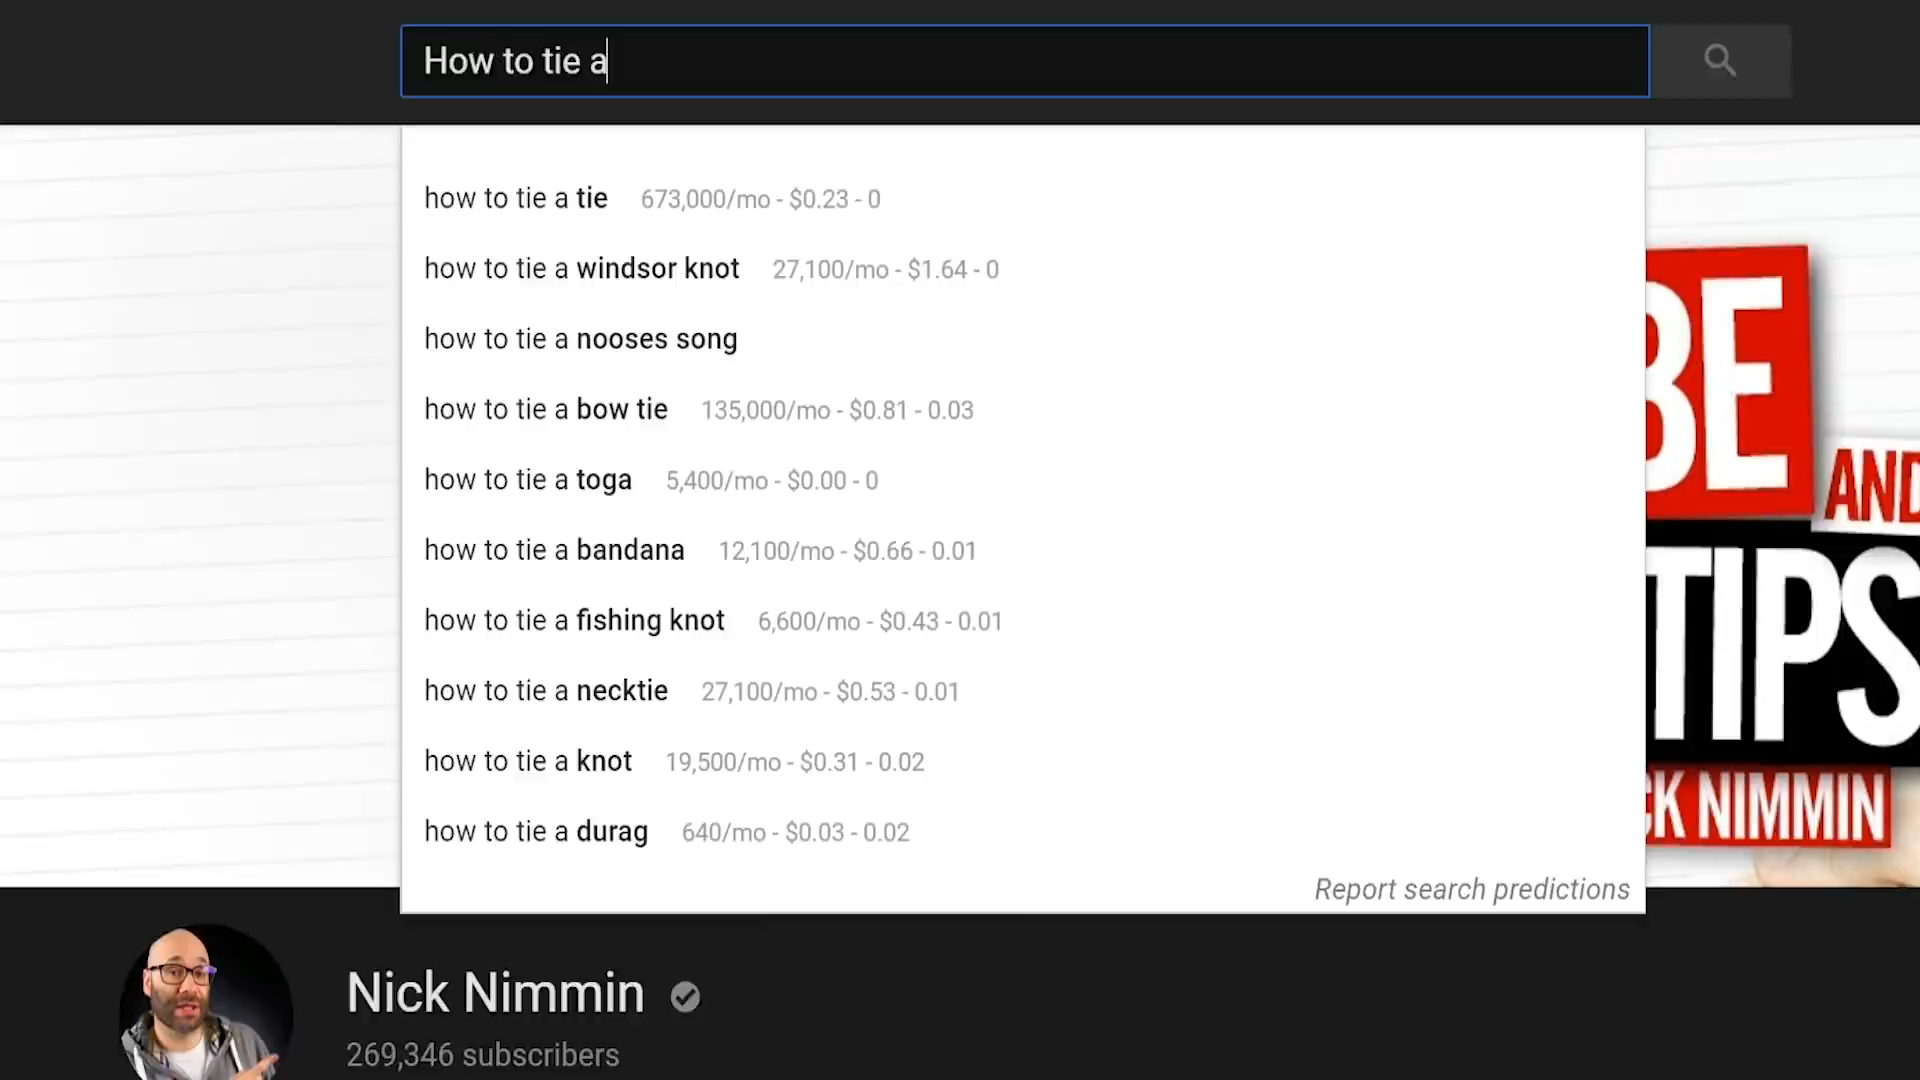 How to tie a
how to tie a tie 673,000/mo - $0.23 - 0
how to tie a windsor knot 27,100/mo - $1.64 - 0
how to tie a nooses song
how to tie a bow tie 135,000/mo - $0.81 - 0.03
how to tie a toga 5,400/mo - $0.00 - 0
how to tie a bandana 12,100/mo - $0.66 - 0.01
how to tie a fishing knot 6,600/mo - $0.43 - 0.01
how to tie a necktie 27,100/mo - $0.53 - 0.01
how to tie a knot 19,500/mo - $0.31 - 0.02
how to tie a durag 640/mo - $0.03 - 0.02
Report search predictions
BE
AND
TIPS
CK NIMMIN
Nick Nimmin
269,346 subscribers